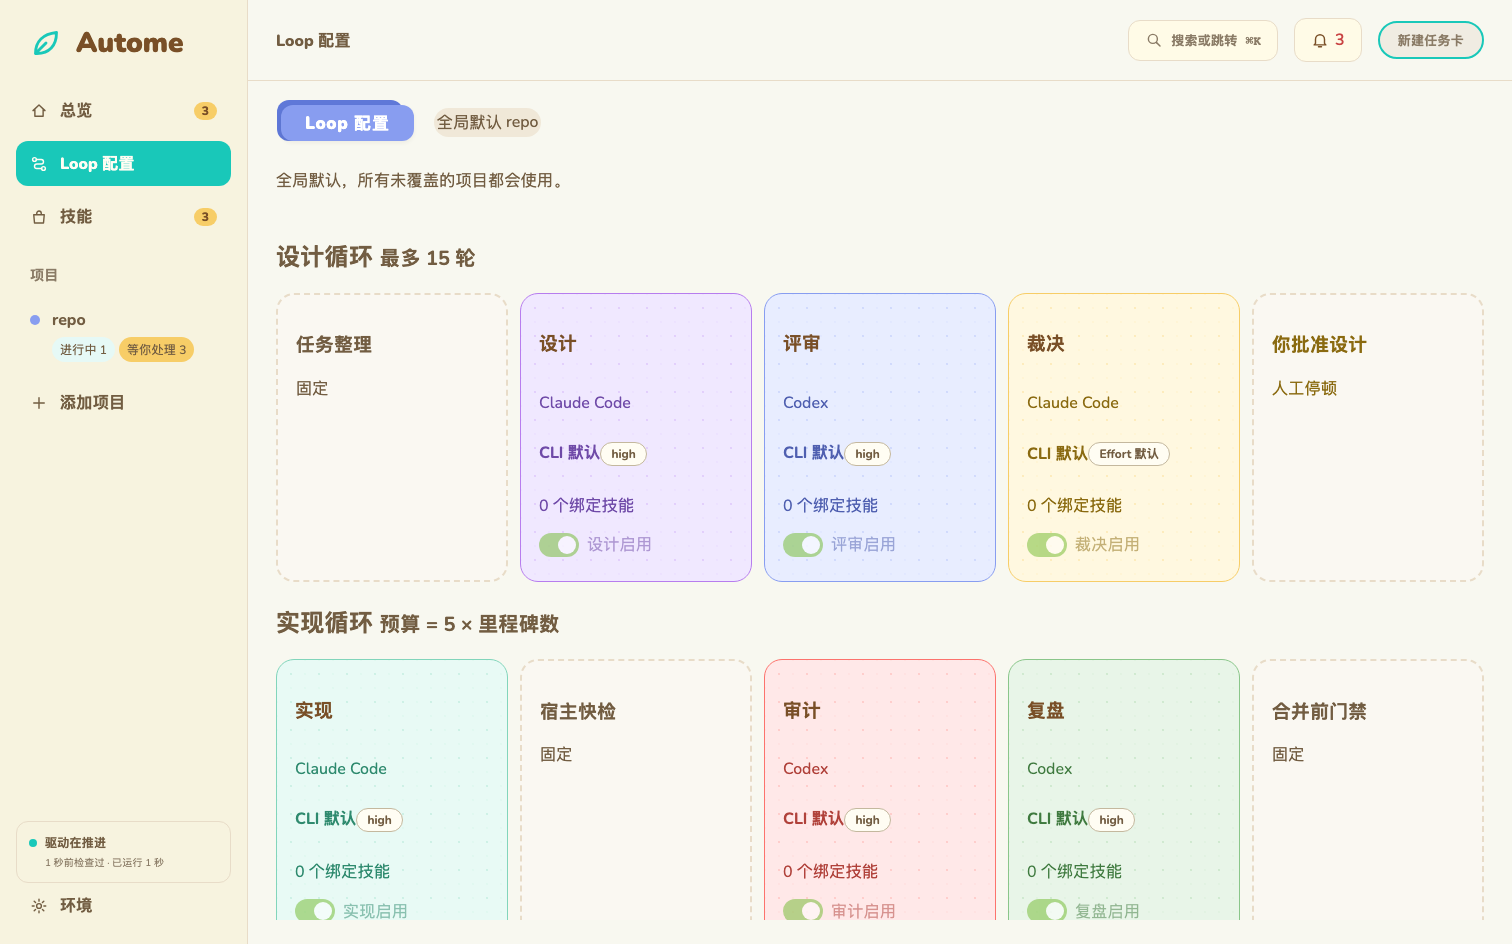 Autome
总览 3
Loop 配置
技能 3
项目
repo
进行中 1 等你处理 3
添加项目
驱动在推进
1 秒前检查过 · 已运行 1 秒
环境
Loop 配置
搜索或跳转 ⌘K
3
新建任务卡
Loop 配置 全局默认 repo
全局默认，所有未覆盖的项目都会使用。
设计循环 最多 15 轮
任务整理
固定
设计
Claude Code
CLI 默认 high
0 个绑定技能
设计启用
评审
Codex
CLI 默认 high
0 个绑定技能
评审启用
裁决
Claude Code
CLI 默认 Effort 默认
0 个绑定技能
裁决启用
你批准设计
人工停顿
实现循环 预算 = 5 × 里程碑数
实现
Claude Code
CLI 默认 high
0 个绑定技能
实现启用
宿主快检
固定
审计
Codex
CLI 默认 high
0 个绑定技能
审计启用
复盘
Codex
CLI 默认 high
0 个绑定技能
复盘启用
合并前门禁
固定